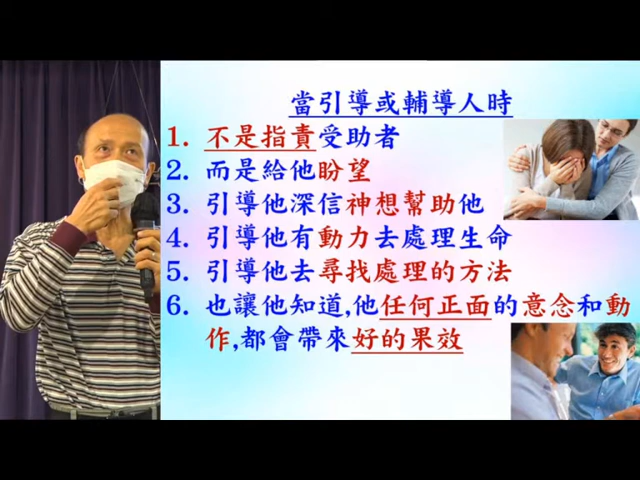 當引導或輔導人時
1. 不是指責受助者
2. 而是給他盼望
3. 引導他深信神想幫助他
4. 引導他有動力去處理生命
5. 引導他去尋找處理的方法
6. 也讓他知道,他任何正面的意念和動
作,都會帶來好的果效